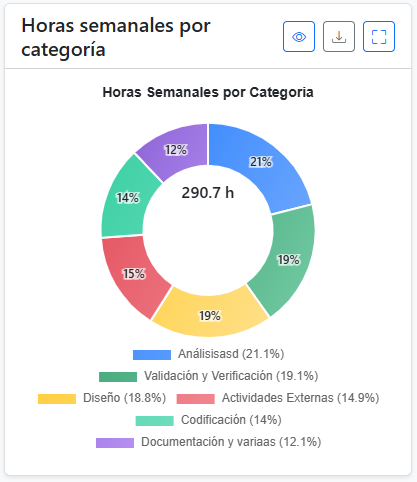 Horas semanales por
categoría
Horas Semanales por Categoria
12%
21%
14%
290.7 h
19%
15%
19%
Análisisasd (21.1%)
Validación y Verificación (19.1%)
Diseño (18.8%) Actividades Externas (14.9%)
Codificación (14%)
Documentación y variaas (12.1%)